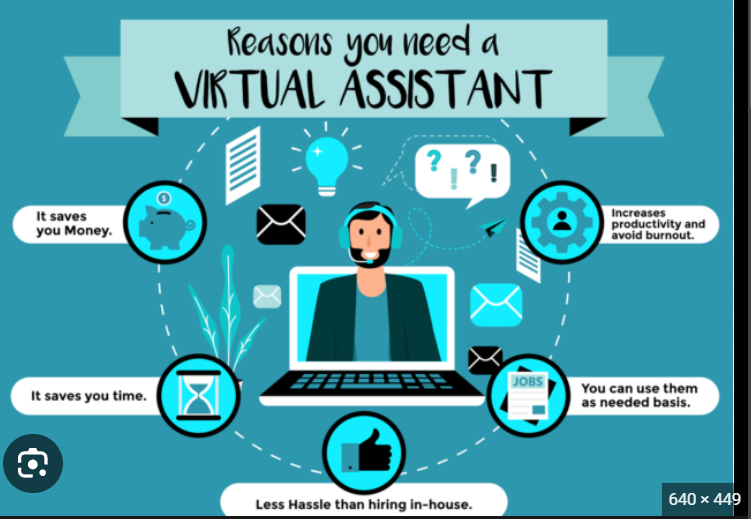 Reasons you need a
VIRTUAL ASSISTANT
? ! ? !
$
It saves
you Money.
Increases
productivity and
avoid burnout.
It saves you time.
JOBS
You can use them
as needed basis.
Less Hassle than hiring in-house.
640 × 449